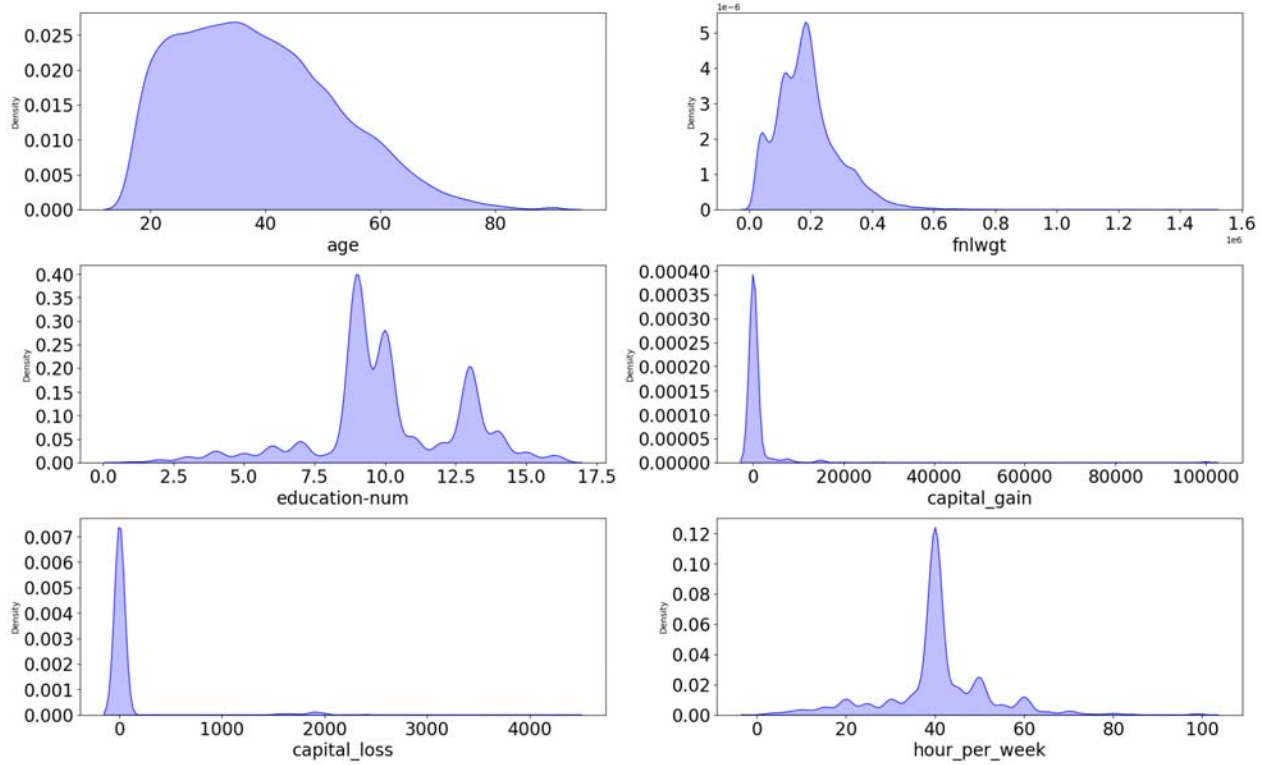 Density
0.025
0.020
0.015
0.010
0.005
0.000
20 40 60 80
age
1e−6
Density
5
4
3
2
1
0
0.0 0.2 0.4 0.6 0.8 1.0 1.2 1.4 1.6
1e6
fnlwgt
Density
0.40
0.35
0.30
0.25
0.20
0.15
0.10
0.05
0.00
0.0 2.5 5.0 7.5 10.0 12.5 15.0 17.5
education-num
Density
0.00040
0.00035
0.00030
0.00025
0.00020
0.00015
0.00010
0.00005
0.00000
0 20000 40000 60000 80000 100000
capital_gain
Density
0.007
0.006
0.005
0.004
0.003
0.002
0.001
0.000
0 1000 2000 3000 4000
capital_loss
Density
0.12
0.10
0.08
0.06
0.04
0.02
0.00
0 20 40 60 80 100
hour_per_week